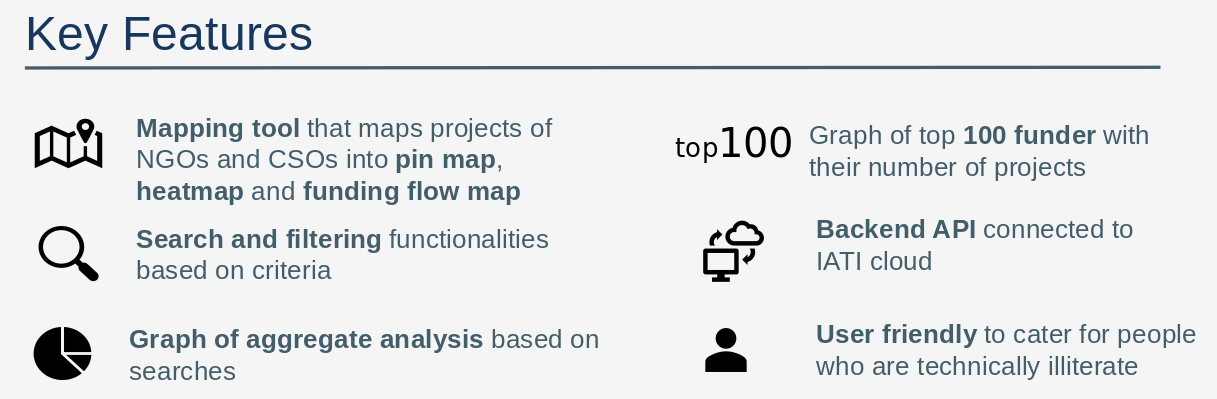 Key Features
Mapping tool that maps projects of
NGOs and CSOs into pin map,
heatmap and funding flow map
Search and filtering functionalities
based on criteria
Graph of aggregate analysis based on
searches
top100
Graph of top 100 funder with
their number of projects
Backend API connected to
IATI cloud
User friendly to cater for people
who are technically illiterate